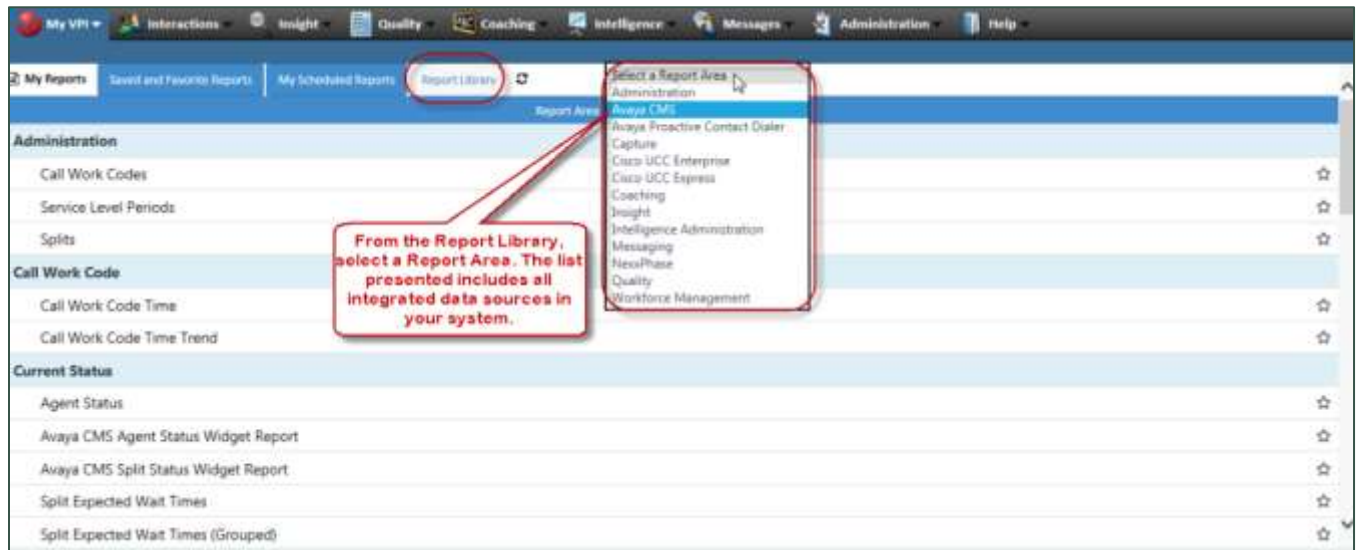 My VPI Interactions Insight Quality Coaching Intelligence Messages Administration Help
My Reports Saved and Favorite Reports My Scheduled Reports Report Library
Select a Report Area
Administration
Avaya CMS
Avaya Proactive Contact Dialer
Capture
Cisco UCC Enterprise
Cisco UCC Express
Coaching
Insight
Intelligence Administration
Messaging
NexxPhase
Quality
Workforce Management
Report Area
Administration
Call Work Codes
Service Level Periods
Splits
From the Report Library,
select a Report Area. The list
presented includes all
integrated data sources in
your system.
Call Work Code
Call Work Code Time
Call Work Code Time Trend
Current Status
Agent Status
Avaya CMS Agent Status Widget Report
Avaya CMS Split Status Widget Report
Split Expected Wait Times
Split Expected Wait Times (Grouped)